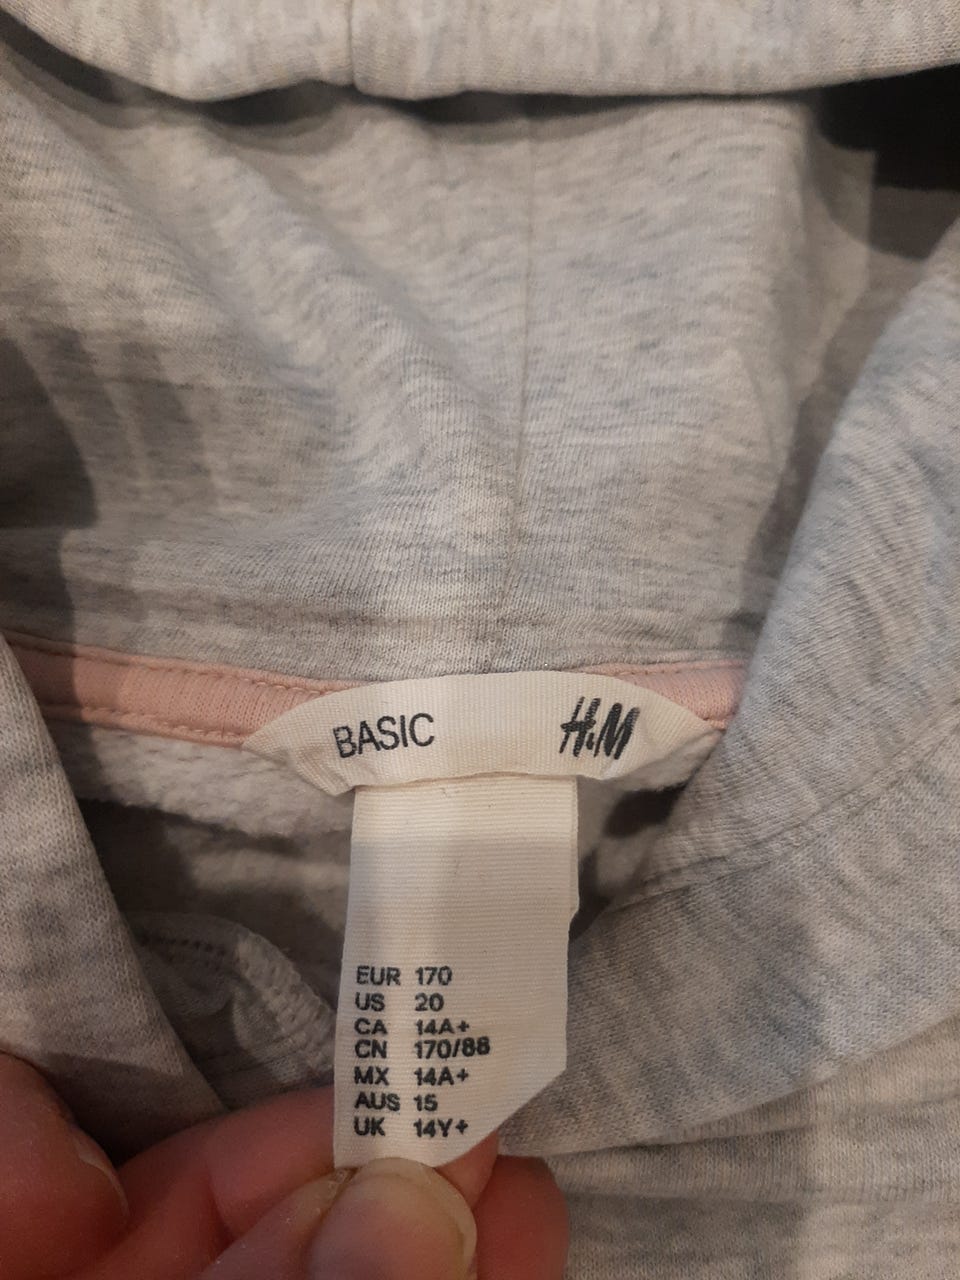 BASIC H&M
EUR 170
US 20
CA 14A+
CN 170/88
MX 14A+
AUS 15
UK 14Y+